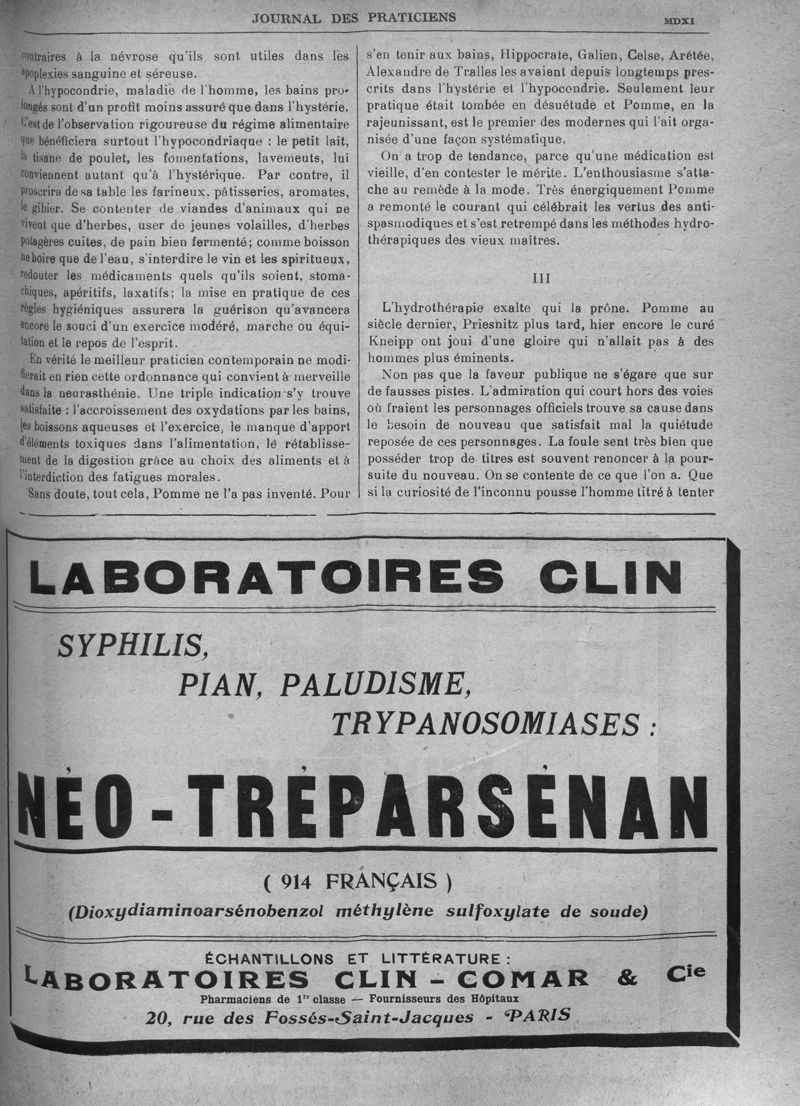 JOURNAL DES PRATICIENS
MDXI
contraires à la névrose qu'ils sont utiles dans les
apoplexies sanguine et séreuse.
A l'hypocondrie, maladie de l'homme, les bains pro-
longés sont d'un profit moins assuré que dans l'hystérie.
C'est de l'observation rigoureuse du régime alimentaire
que bénéficiera surtout l'hypocondriaque : le petit lait,
la tisane de poulet, les fomentations, lavements, lui
conviennent autant qu'à l'hystérique. Par contre, il
proscrira de sa table les farineux, pâtisseries, aromates,
le gibier. Se contenter de viandes d'animaux qui ne
vivent que d'herbes, user de jeunes volailles, d'herbes
potagères cuites, de pain bien fermenté; comme boisson
ne boire que de l'eau, s'interdire le vin et les spiritueux,
redouter les médicaments quels qu'ils soient, stoma-
chiques, apéritifs, laxatifs; la mise en pratique de ces
règles hygiéniques assurera la guérison qu'avancera
encore le souci d'un exercice modéré, marche ou équi-
tation et le repos de l'esprit.
En vérité le meilleur praticien contemporain ne modi-
fierait en rien cette ordonnance qui convient à merveille
dans la neurasthénie. Une triple indication s'y trouve
satisfaite : l'accroissement des oxydations par les bains,
les boissons aqueuses et l'exercice, le manque d'apport
d'éléments toxiques dans l'alimentation, le rétablisse-
ment de la digestion grâce au choix des aliments et à
l'interdiction des fatigues morales.
Sans doute, tout cela, Pomme ne l'a pas inventé. Pour
s'en tenir aux bains, Hippocrate, Galien, Celse, Arétée,
Alexandre de Tralles les avaient depuis longtemps pres-
crits dans l'hystérie et l'hypocondrie. Seulement leur
pratique était tombée en désuétude et Pomme, en la
rajeunissant, est le premier des modernes qui l'ait orga-
nisée d'une façon systématique.
On a trop de tendance, parce qu'une médication est
vieille, d'en contester le mérite. L'enthousiasme s'atta-
che au remède à la mode. Très énergiquement Pomme
a remonté le courant qui célébrait les vertus des anti-
spasmodiques et s'est retrempé dans les méthodes hydro-
thérapiques des vieux maîtres.
III
L'hydrothérapie exalte qui la prône. Pomme au
siècle dernier, Priesnitz plus tard, hier encore le curé
Kneipp ont joui d'une gloire qui n'allait pas à des
hommes plus éminents.
Non pas que la faveur publique ne s'égare que sur
de fausses pistes. L'admiration qui court hors des voies
où fraient les personnages officiels trouve sa cause dans
le besoin de nouveau que satisfait mal la quiétude
reposée de ces personnages. La foule sent très bien que
posséder trop de titres est souvent renoncer à la pour-
suite du nouveau. On se contente de ce que l'on a. Que
si la curiosité de l'inconnu pousse l'homme titré à tenter
LABORATOIRES CLIN
SYPHILIS,
PIAN, PALUDISME,
TRYPANOSOMIASES :
NÉO-TRÉPARSÉNAN
( 914 FRANÇAIS )
(Dioxydiaminoarsénobenzol méthylène sulfoxylate de soude)
ÉCHANTILLONS ET LITTÉRATURE :
LABORATOIRES CLIN - COMAR & Cie
Pharmaciens de 1re classe — Fournisseurs des Hôpitaux
20, rue des Fossés-Saint-Jacques - PARIS